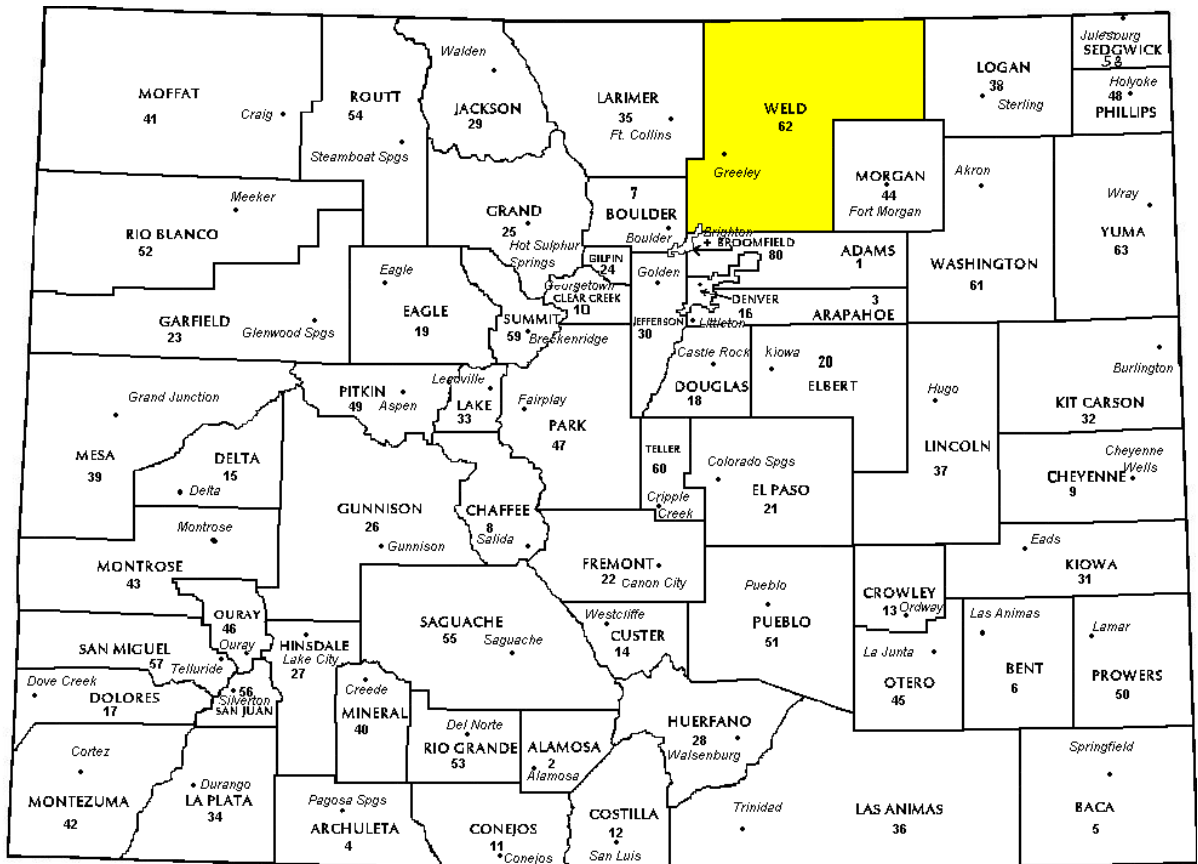 Julesburg
SEDGWICK
58
Walden
LOGAN
38
Sterling
Holyoke
48
PHILLIPS
MOFFAT
41
Craig
ROUTT
54
Steamboat Spgs
JACKSON
29
LARIMER
35
Ft. Collins
WELD
62
Greeley
MORGAN
44
Fort Morgan
Akron
WASHINGTON
61
Wray
YUMA
63
Meeker
RIO BLANCO
52
GRAND
25
Hot Sulphur
Springs
7
BOULDER
Boulder
Brighton
+ BROOMFIELD
80
ADAMS
1
GILPIN
24
Georgetown
CLEAR CREEK
10
Golden
JEFFERSON
30
DENVER
16
3
ARAPAHOE
Littleton
GARFIELD
23
Glenwood Spgs
Eagle
EAGLE
19
SUMMIT
59
Breckenridge
Castle Rock
DOUGLAS
18
Kiowa
20
ELBERT
Hugo
LINCOLN
37
Burlington
KIT CARSON
32
Grand Junction
MESA
39
PITKIN
49
Aspen
Leadville
LAKE
33
Fairplay
PARK
47
TELLER
60
Cripple
Creek
Colorado Spgs
EL PASO
21
Cheyenne
Wells
CHEYENNE
9
DELTA
15
Delta
GUNNISON
26
Gunnison
CHAFFEE
8
Salida
FREMONT
22
Canon City
Montrose
MONTROSE
43
Eads
KIOWA
31
Pueblo
PUEBLO
51
CROWLEY
13
Ordway
OURAY
46
Ouray
SAN MIGUEL
57
Telluride
HINSDALE
Lake City
27
SAGUACHE
55
Saguache
Westcliffe
CUSTER
14
La Junta
OTERO
45
Las Animas
BENT
6
Lamar
PROWERS
50
Dove Creek
DOLORES
17
56
Silverton
SAN JUAN
Creede
MINERAL
40
Del Norte
RIO GRANDE
53
ALAMOSA
2
Alamosa
HUERFANO
28
Walsenburg
Cortez
MONTEZUMA
42
Durango
LA PLATA
34
Pagosa Spgs
ARCHULETA
4
CONEJOS
11
Conejos
COSTILLA
12
San Luis
Trinidad
LAS ANIMAS
36
Springfield
BACA
5